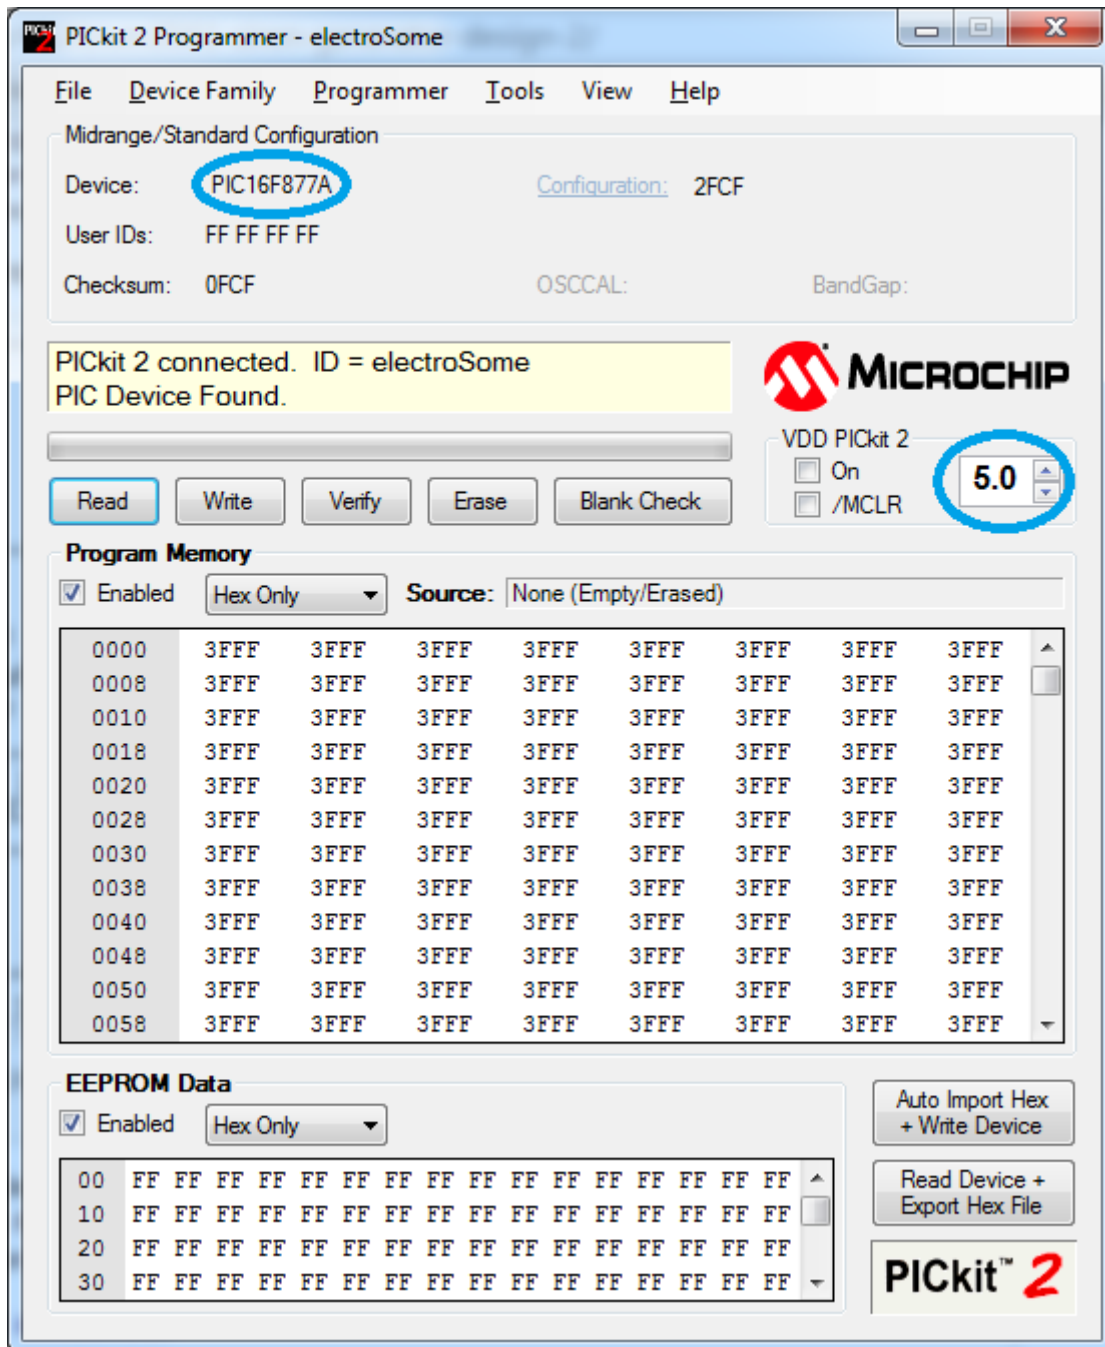 PICkit 2 Programmer - electroSome
File Device Family Programmer Tools View Help
Midrange/Standard Configuration
Device: PIC16F877A Configuration: 2FCF
User IDs: FF FF FF FF
Checksum: 0FCF OSCCAL: BandGap:
PICkit 2 connected. ID = electroSome
PIC Device Found.
MICROCHIP
VDD PICkit 2
On
/MCLR
5.0
Read Write Verify Erase Blank Check
Program Memory
Enabled Hex Only Source: None (Empty/Erased)
0000 3FFF 3FFF 3FFF 3FFF 3FFF 3FFF 3FFF 3FFF
0008 3FFF 3FFF 3FFF 3FFF 3FFF 3FFF 3FFF 3FFF
0010 3FFF 3FFF 3FFF 3FFF 3FFF 3FFF 3FFF 3FFF
0018 3FFF 3FFF 3FFF 3FFF 3FFF 3FFF 3FFF 3FFF
0020 3FFF 3FFF 3FFF 3FFF 3FFF 3FFF 3FFF 3FFF
0028 3FFF 3FFF 3FFF 3FFF 3FFF 3FFF 3FFF 3FFF
0030 3FFF 3FFF 3FFF 3FFF 3FFF 3FFF 3FFF 3FFF
0038 3FFF 3FFF 3FFF 3FFF 3FFF 3FFF 3FFF 3FFF
0040 3FFF 3FFF 3FFF 3FFF 3FFF 3FFF 3FFF 3FFF
0048 3FFF 3FFF 3FFF 3FFF 3FFF 3FFF 3FFF 3FFF
0050 3FFF 3FFF 3FFF 3FFF 3FFF 3FFF 3FFF 3FFF
0058 3FFF 3FFF 3FFF 3FFF 3FFF 3FFF 3FFF 3FFF
EEPROM Data
Enabled Hex Only
00 FF FF FF FF FF FF FF FF FF FF FF FF FF FF FF FF
10 FF FF FF FF FF FF FF FF FF FF FF FF FF FF FF FF
20 FF FF FF FF FF FF FF FF FF FF FF FF FF FF FF FF
30 FF FF FF FF FF FF FF FF FF FF FF FF FF FF FF FF
Auto Import Hex
+ Write Device
Read Device +
Export Hex File
PICkit™ 2